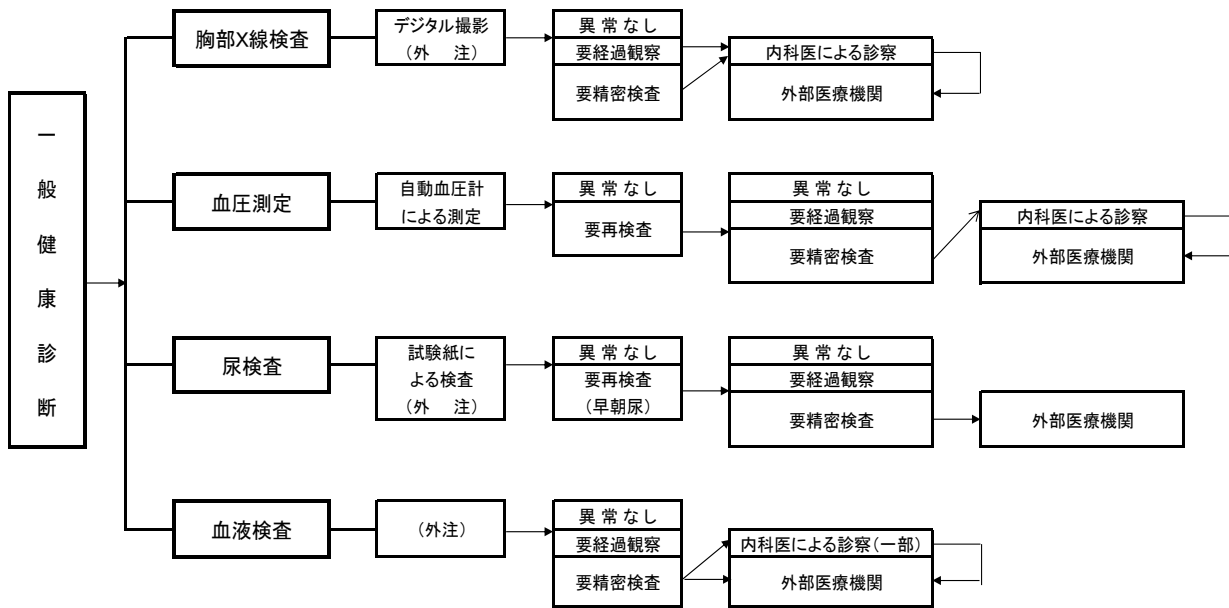 一般健康診断
胸部X線検査
デジタル撮影
(外　注)
異常なし
要経過観察
要精密検査
内科医による診察
外部医療機関
血圧測定
自動血圧計
による測定
異常なし
要再検査
異常なし
要経過観察
要精密検査
内科医による診察
外部医療機関
尿検査
試験紙に
よる検査
(外　注)
異常なし
要再検査
(早朝尿)
異常なし
要経過観察
要精密検査
外部医療機関
血液検査
(外注)
異常なし
要経過観察
要精密検査
内科医による診察(一部)
外部医療機関